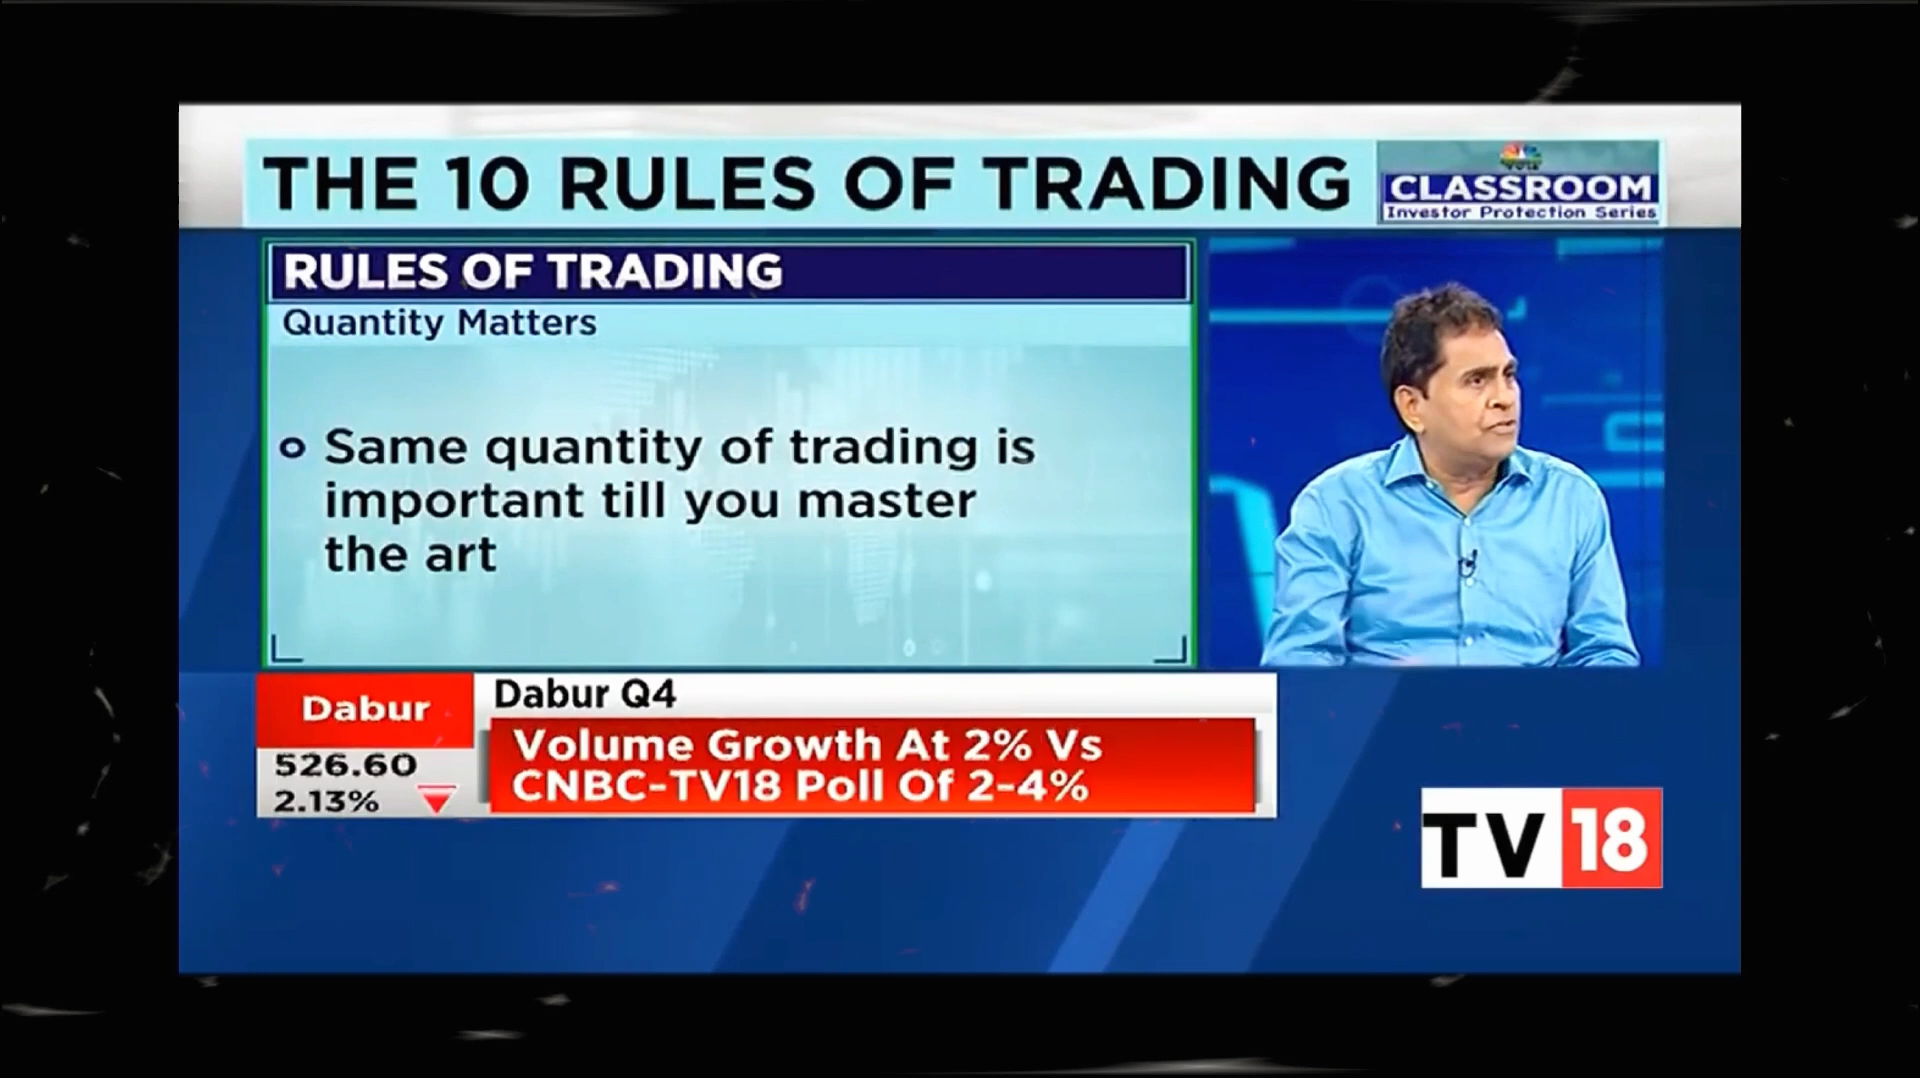 THE 10 RULES OF TRADING
CLASSROOM
Investor Protection Series
RULES OF TRADING
Quantity Matters
Same quantity of trading is
important till you master
the art
Dabur
526.60
2.13%
Dabur Q4
Volume Growth At 2% Vs
CNBC-TV18 Poll Of 2-4%
TV18